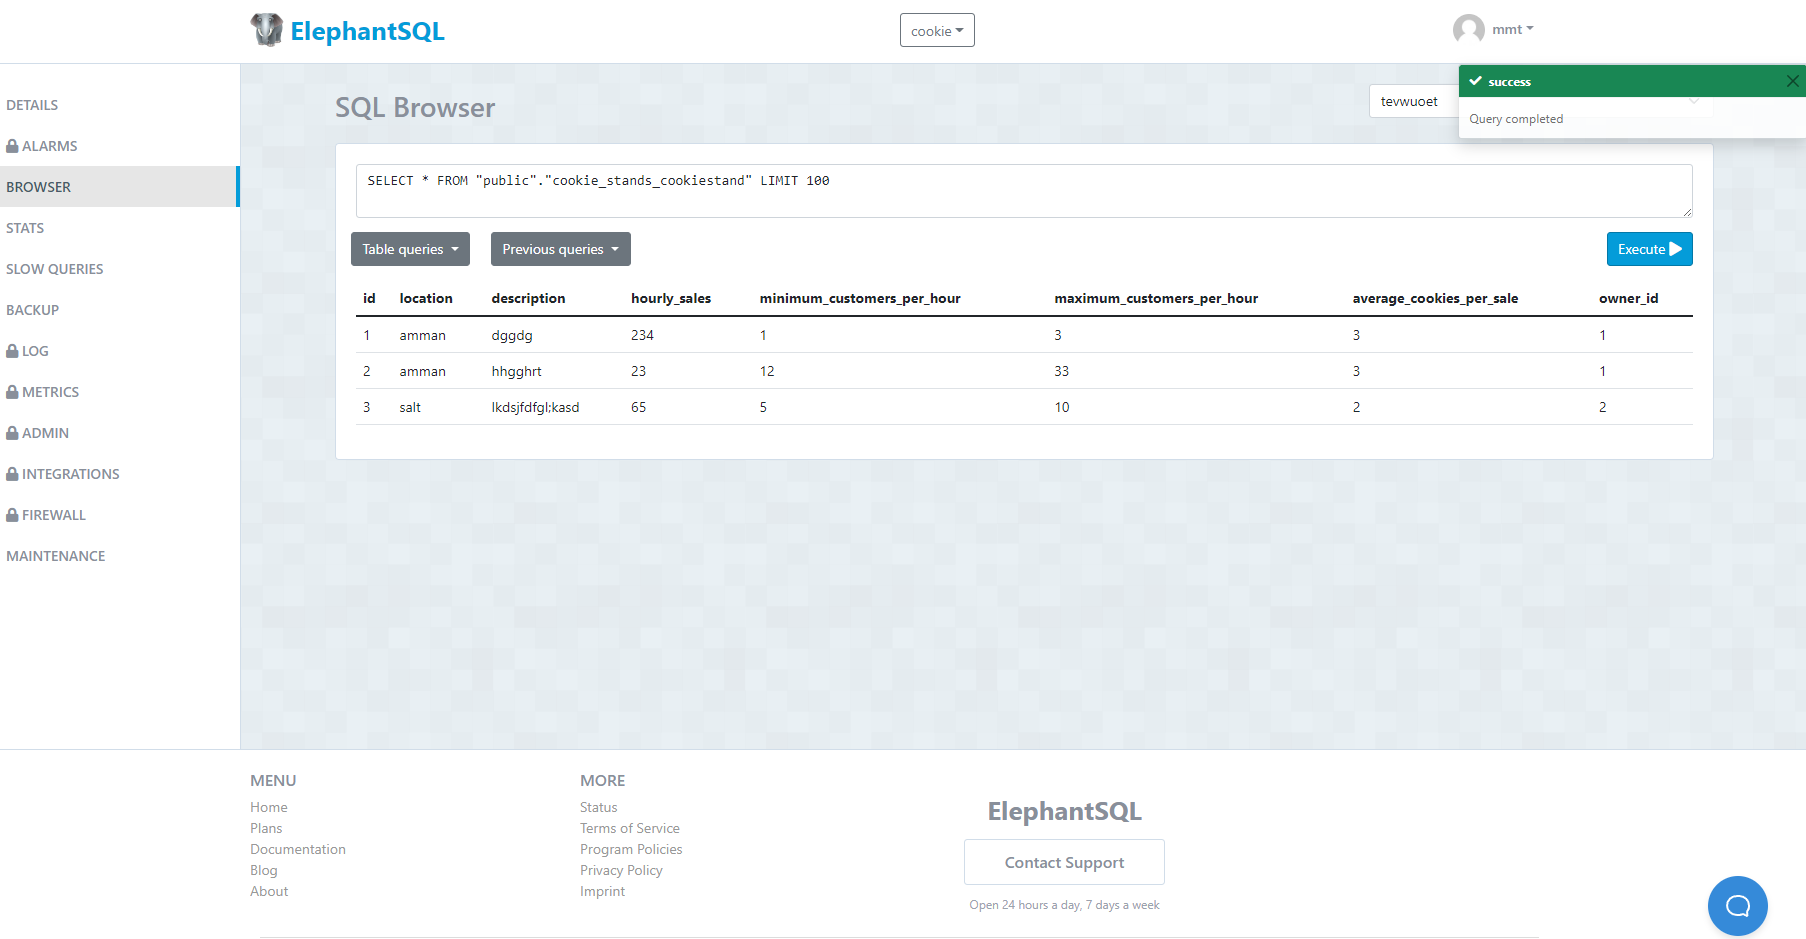 ElephantSQL
cookie
mmt
success
Query completed
DETAILS
ALARMS
BROWSER
STATS
SLOW QUERIES
BACKUP
LOG
METRICS
ADMIN
INTEGRATIONS
FIREWALL
MAINTENANCE
SQL Browser
tevwuoet
SELECT * FROM "public"."cookie_stands_cookiestand" LIMIT 100
Table queries Previous queries Execute
id location description hourly_sales minimum_customers_per_hour maximum_customers_per_hour average_cookies_per_sale owner_id
1 amman dggdg 234 1 3 3 1
2 amman hhgghrt 23 12 33 3 1
3 salt lkdsjfdfgl;kasd 65 5 10 2 2
MENU
Home
Plans
Documentation
Blog
About
MORE
Status
Terms of Service
Program Policies
Privacy Policy
Imprint
ElephantSQL
Contact Support
Open 24 hours a day, 7 days a week